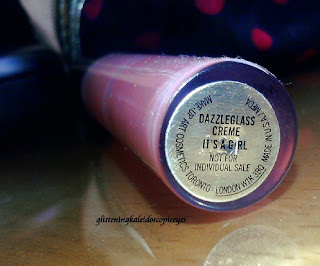 DAZZLEGLASS
CREME
IT'S A GIRL
NOT FOR
INDIVIDUAL SALE
MAKE-UP ART COSMETICS TORONTO · LONDON W1K 3BQ MADE IN U.S.A./
glisteningkaleidoscopiceyes